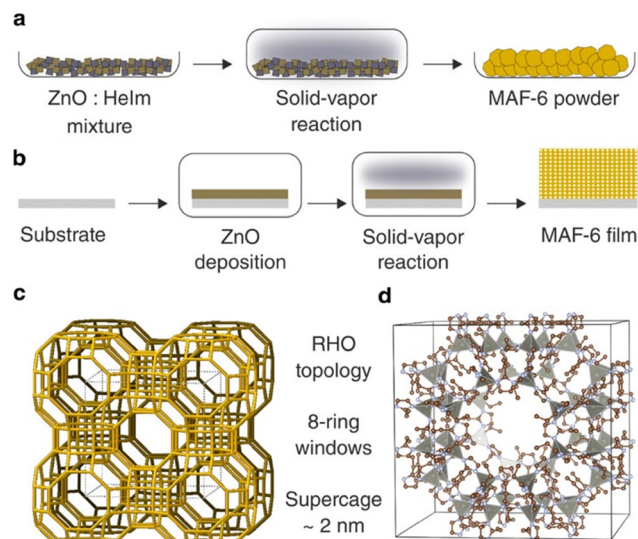 a
ZnO : HeIm
mixture
Solid-vapor
reaction
MAF-6 powder
b
Substrate
ZnO
deposition
Solid-vapor
reaction
MAF-6 film
c
d
RHO
topology
8-ring
windows
Supercage
~ 2 nm